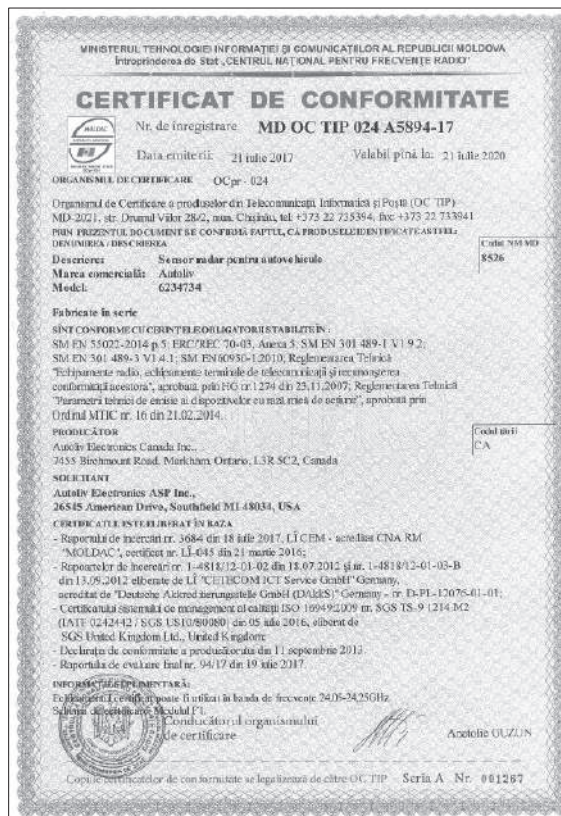 MINISTERUL TEHNOLOGIEI INFORMAȚIEI ȘI COMUNICAȚIILOR AL REPUBLICII MOLDOVA
Întreprinderea de Stat „CENTRUL NAȚIONAL PENTRU FRECVENȚE RADIO"
CERTIFICAT DE CONFORMITATE
MOLDAC
Nr. de înregistrare MD OC TIP 024 A5894-17
Data emiterii: 21 iulie 2017 Valabil pînă la: 21 iulie 2020
ORGANISMUL DE CERTIFICARE OCpr - 024
Organismul de Certificare a produselor din Telecomunicații, Informatică și Poștă (OC TIP)
MD-2021, str. Drumul Viilor 28/2, mun. Chișinău, tel: +373 22 735394, fax: +373 22 733941
PRIN PREZENTUL DOCUMENT SE CONFIRMĂ FAPTUL, CĂ PRODUSELE IDENTIFICATE ASTFEL:
DENUMIREA / DESCRIEREA
Codul NM MD
8526
Descrierea: Sensor radar pentru autovehicule
Marca comercială: Autoliv
Model: 6234734
Fabricate în serie
SÎNT CONFORME CU CERINȚELE OBLIGATORII STABILITE ÎN:
SM EN 55022-2014 p.5; ERC/REC 70-03, Anexa 5; SM EN 301 489-1 V1.9.2;
SM EN 301 489-3 V1.4.1; SM EN 60950-1:2010; Reglementarea Tehnică
"Echipamente radio, echipamente terminale de telecomunicații și recunoașterea
conformității acestora", aprobată prin HG nr.1274 din 23.11.2007; Reglementarea Tehnică
"Parametri tehnici de emisie ai dispozitivelor cu rază mică de acțiune", aprobată prin
Ordinul MTIC nr. 16 din 21.02.2014.
PRODUCĂTOR
Codul țării
CA
Autoliv Electronics Canada Inc.,
7455 Birchmount Road, Markham, Ontario, L3R 5C2, Canada
SOLICITANT
Autoliv Electronics ASP Inc.,
26545 American Drive, Southfield MI 48034, USA
CERTIFICATUL ESTE ELIBERAT ÎN BAZA
- Raportului de încercări nr. 3684 din 18 iulie 2017, LÎ CEM - acreditat CNA RM
"MOLDAC", certificat nr. LÎ-045 din 21 martie 2016;
- Rapoartelor de încercări nr. 1-4818/12-01-02 din 18.07.2012 și nr. 1-4818/12-01-03-B
din 13.09.2012 eliberate de LÎ "CETECOM ICT Service GmbH" Germany,
acreditat de "Deutsche Akkreditierungsstelle GmbH (DAkkS)" Germany - nr. D-PL-12076-01-01;
- Certificatului sistemului de management al calității ISO 16949:2009 nr. SGS TS-9 1214 M2
(IATF 0242442 / SGS US10/80080) din 05 iulie 2016, eliberat de
SGS United Kingdom Ltd., United Kingdom;
- Declarația de conformitate a producătorului din 11 septembrie 2013.
- Raportului de evaluare final nr. 94/17 din 19 iulie 2017.
INFORMAȚIE SUPLIMENTARĂ:
Echipamentul certificat poate fi utilizat în banda de frecvențe 24,05-24,25GHz
Schema de certificare: Modulul F1.
Conducătorul organismului
de certificare
Anatolie GUZUN
Copiile certificatelor de conformitate se legalizează de către OC TIP Seria A Nr. 001267